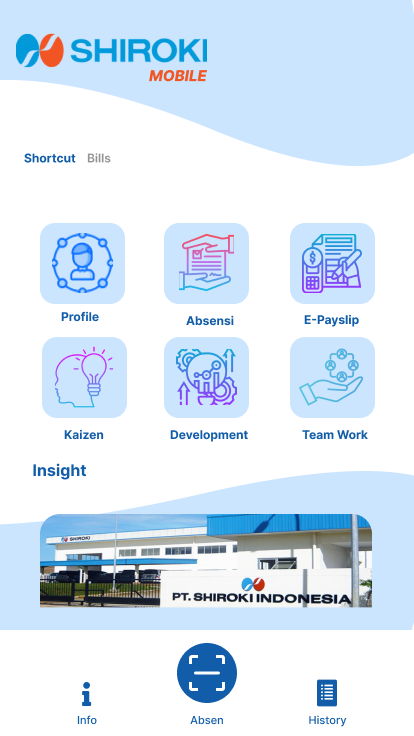 SHIROKI
MOBILE
Shortcut Bills
Profile Absensi E-Payslip
Kaizen Development Team Work
Insight
SHIROKI
PT. SHIROKI INDONESIA
Info Absen History